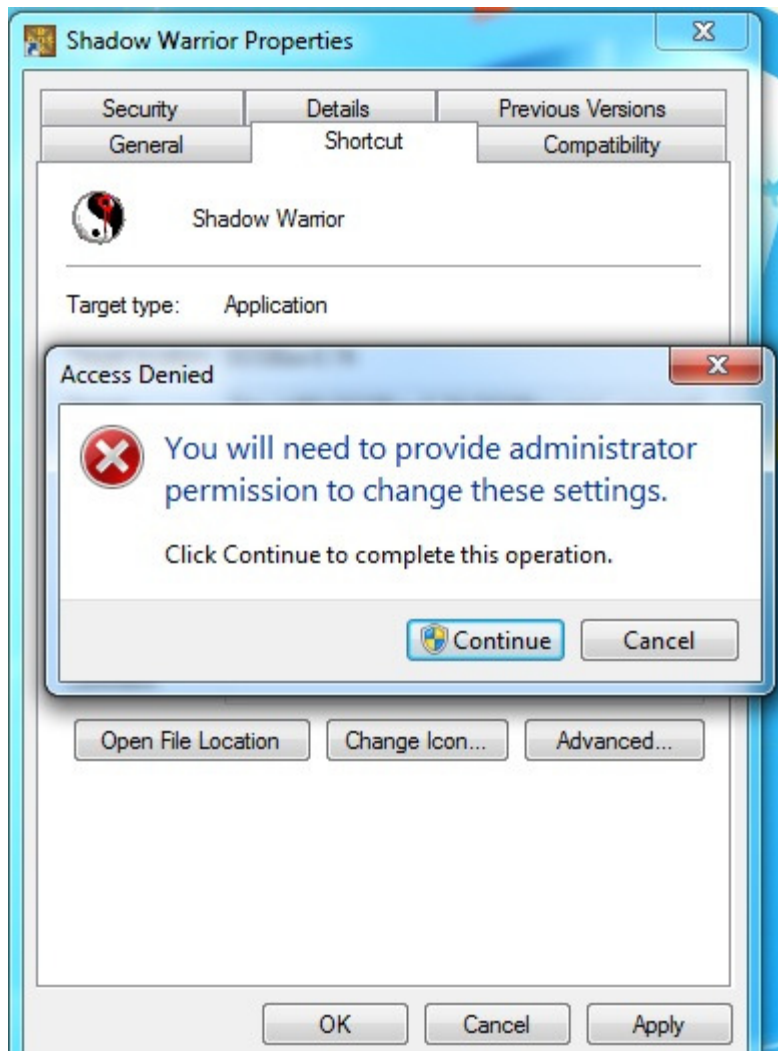 Shadow Warrior Properties
Security Details Previous Versions
General Shortcut Compatibility
Shadow Warrior
Target type: Application
Access Denied
You will need to provide administrator
permission to change these settings.
Click Continue to complete this operation.
Continue Cancel
Open File Location Change Icon... Advanced...
OK Cancel Apply